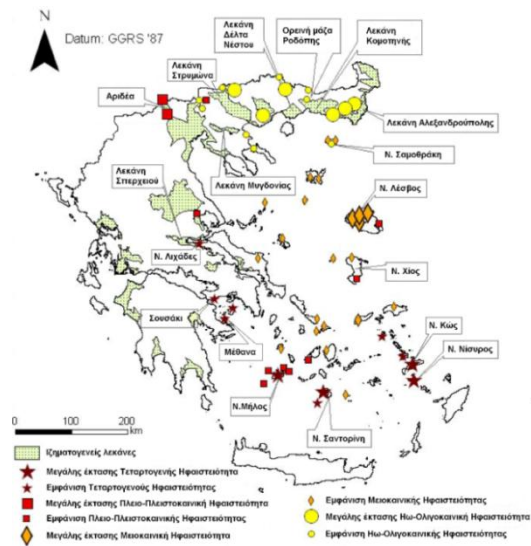 N
Datum: GGRS '87
Λεκάνη
Δέλτα
Νέστου
Ορεινή μάζα
Ροδόπης
Λεκάνη
Κομοτηνής
Λεκάνη
Στρυμώνα
Αριδέα
Λεκάνη Αλεξανδρούπολης
Ν. Σαμοθράκη
Λεκάνη Μυγδονίας
Λεκάνη
Σπερχειού
Ν. Λέσβος
Ν. Λιχάδες
Ν. Χίος
Σουσάκι
Μέθανα
Ν. Κώς
Ν. Νίσυρος
Ν.Μήλος
Ν. Σαντορίνη
0 100 200
km
Ιζηματογενείς λεκάνες
Μεγάλης έκτασης Τεταρτογενής Ηφαιστειότητα
Εμφάνιση Τεταρτογενούς Ηφαιστειότητας
Μεγάλης έκτασης Πλειο-Πλειστοκαινική Ηφαιστειότητα
Εμφάνιση Πλειο-Πλειστοκαινικής Ηφαιστειότητας
Μεγάλης έκτασης Μειοκαινική Ηφαιστειότητα
Εμφάνιση Μειοκαινικής Ηφαιστειότητας
Μεγάλης έκτασης Ηω-Ολιγοκαινική Ηφαιστειότητα
Εμφάνιση Ηω-Ολιγοκαινικής Ηφαιστειότητας